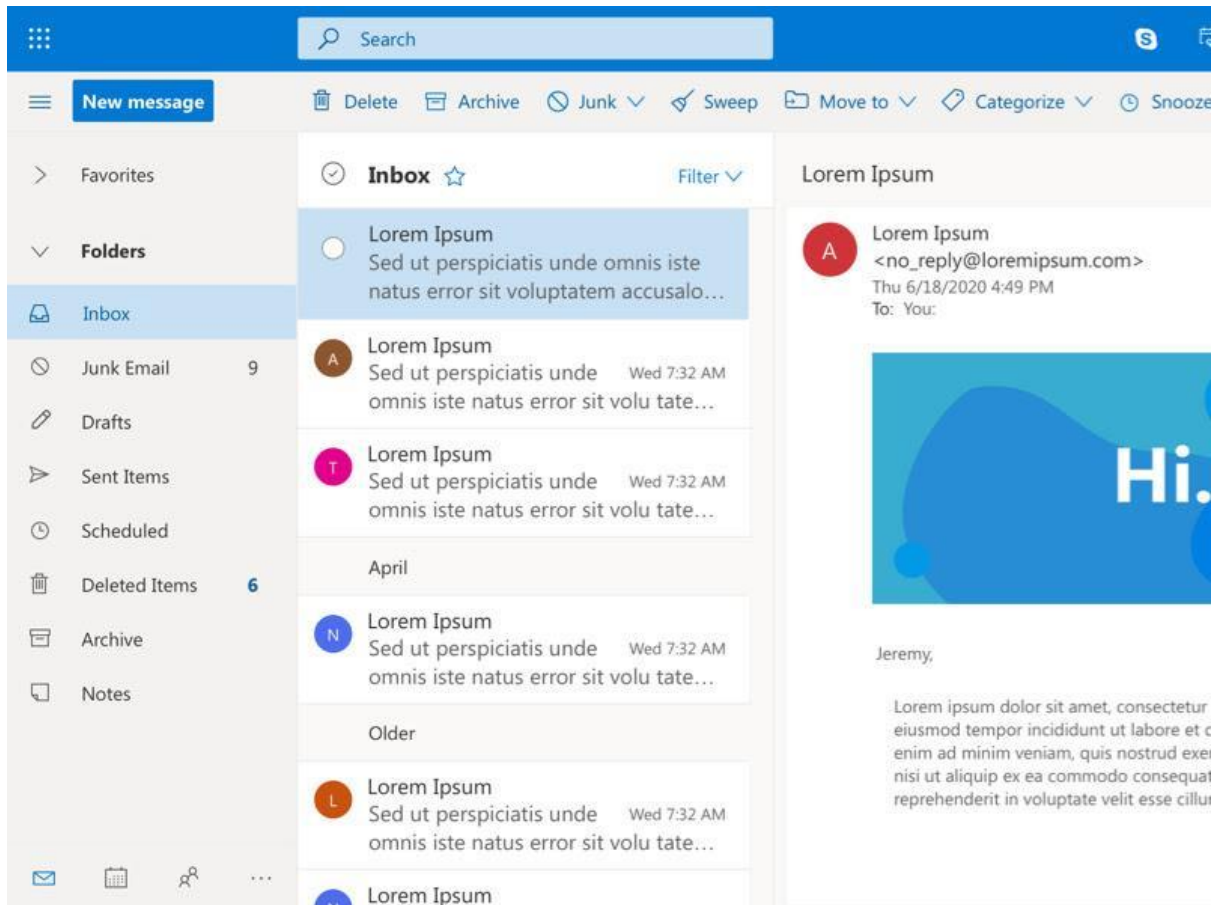 Search
S
New message
Delete
Archive
Junk
Sweep
Move to
Categorize
Snooze
Favorites
Folders
Inbox
Junk Email 9
Drafts
Sent Items
Scheduled
Deleted Items 6
Archive
Notes
Inbox
Filter
Lorem Ipsum
Sed ut perspiciatis unde omnis iste
natus error sit voluptatem accusalo...
A
Lorem Ipsum
Sed ut perspiciatis unde Wed 7:32 AM
omnis iste natus error sit volu tate...
T
Lorem Ipsum
Sed ut perspiciatis unde Wed 7:32 AM
omnis iste natus error sit volu tate...
April
N
Lorem Ipsum
Sed ut perspiciatis unde Wed 7:32 AM
omnis iste natus error sit volu tate...
Older
L
Lorem Ipsum
Sed ut perspiciatis unde Wed 7:32 AM
omnis iste natus error sit volu tate...
Lorem Ipsum
Lorem Ipsum
A
Lorem Ipsum
<no_reply@loremipsum.com>
Thu 6/18/2020 4:49 PM
To: You:
Hi.
Jeremy,
Lorem ipsum dolor sit amet, consectetur
eiusmod tempor incididunt ut labore et
enim ad minim veniam, quis nostrud
nisi ut aliquip ex ea commodo consequat
reprehenderit in voluptate velit esse